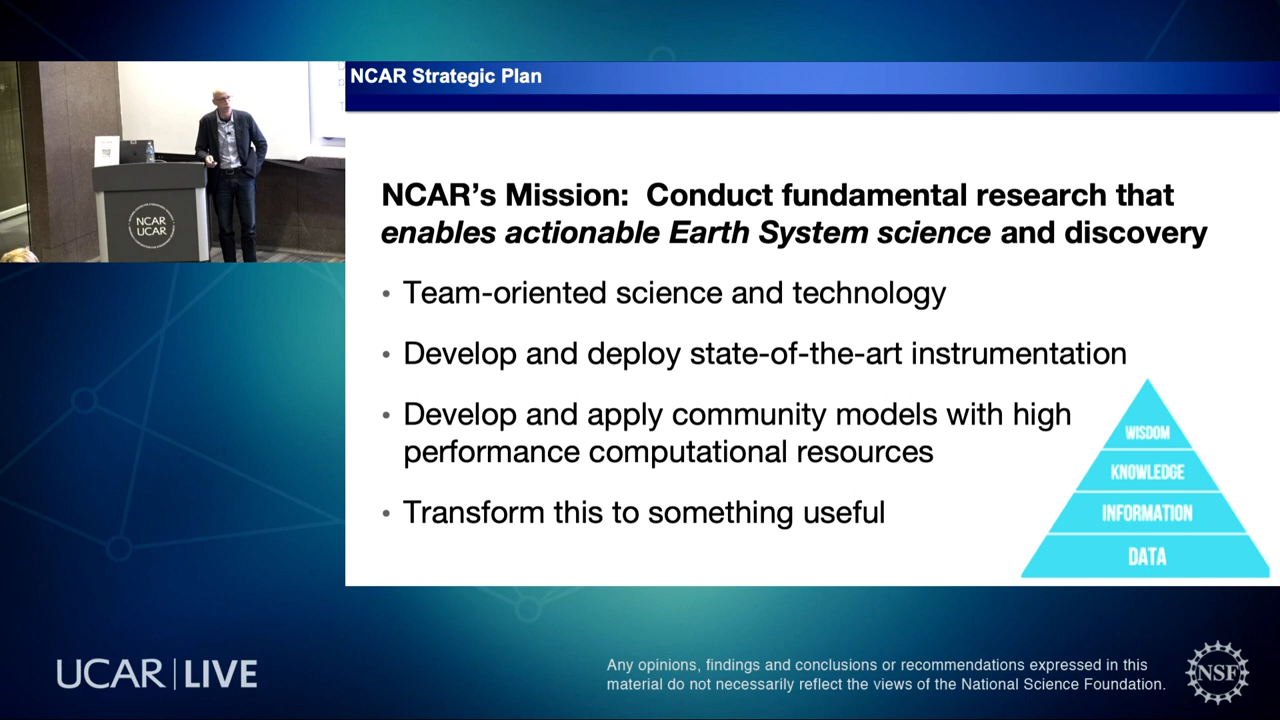 NCAR Strategic Plan
NCAR
UCAR
NCAR's Mission: Conduct fundamental research that
enables actionable Earth System science and discovery
• Team-oriented science and technology
• Develop and deploy state-of-the-art instrumentation
• Develop and apply community models with high
performance computational resources
• Transform this to something useful
WISDOM
KNOWLEDGE
INFORMATION
DATA
UCAR | LIVE
Any opinions, findings and conclusions or recommendations expressed in this
material do not necessarily reflect the views of the National Science Foundation.
NSF